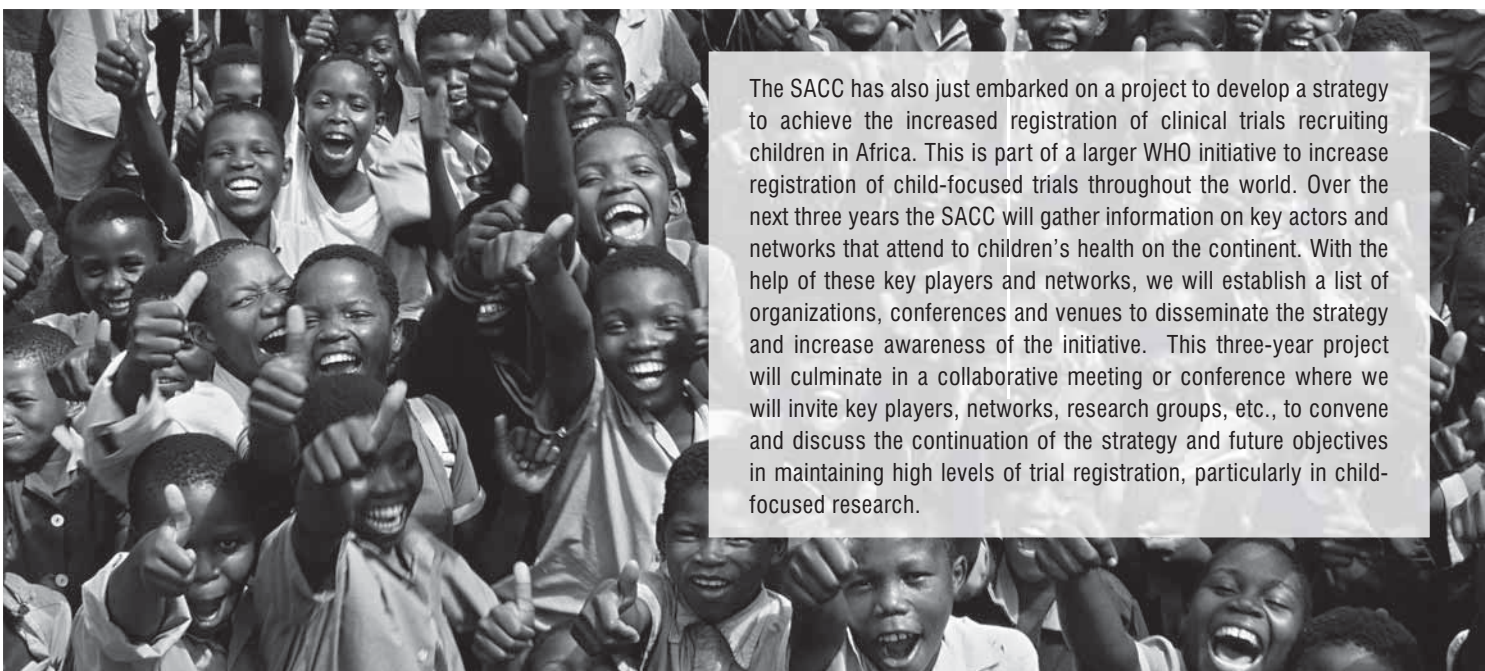 The SACC has also just embarked on a project to develop a strategy
to achieve the increased registration of clinical trials recruiting
children in Africa. This is part of a larger WHO initiative to increase
registration of child-focused trials throughout the world. Over the
next three years the SACC will gather information on key actors and
networks that attend to children’s health on the continent. With the
help of these key players and networks, we will establish a list of
organizations, conferences and venues to disseminate the strategy
and increase awareness of the initiative.  This three-year project
will culminate in a collaborative meeting or conference where we
will invite key players, networks, research groups, etc., to convene
and discuss the continuation of the strategy and future objectives
in maintaining high levels of trial registration, particularly in child-
focused research.